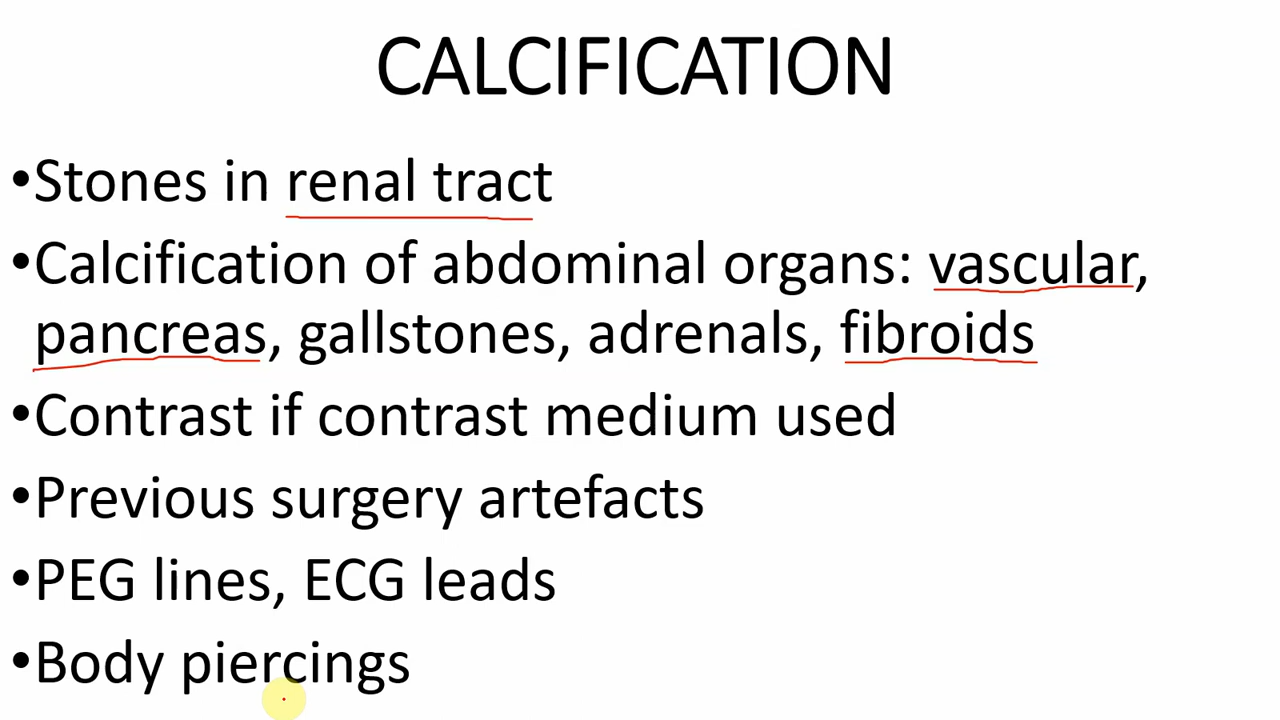 CALCIFICATION
•Stones in renal tract
•Calcification of abdominal organs: vascular,
pancreas, gallstones, adrenals, fibroids
•Contrast if contrast medium used
•Previous surgery artefacts
•PEG lines, ECG leads
•Body piercings